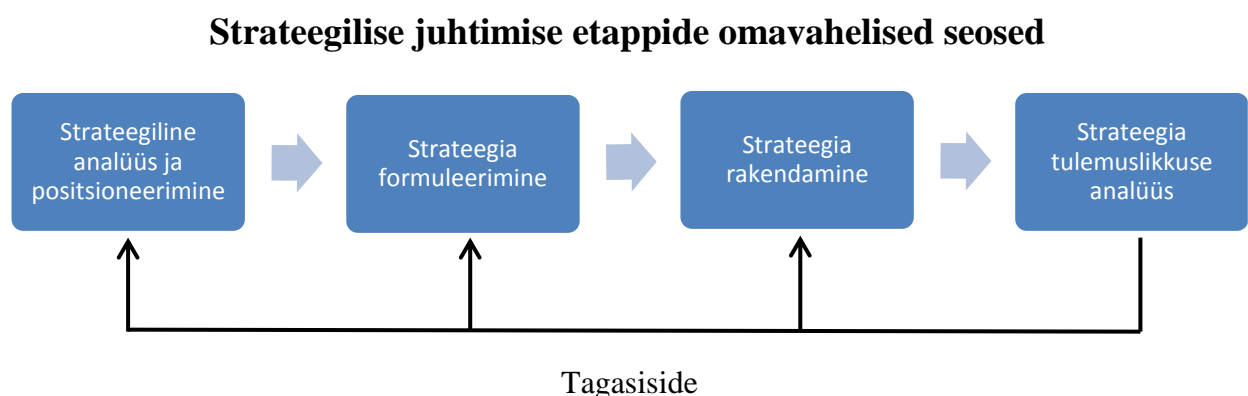 Strateegilise juhtimise etappide omavahelised seosed
Strateegiline
analüüs ja
positsioneerimine
Strateegia
formuleerimine
Strateegia
rakendamine
Strateegia
tulemuslikkuse
analüüs
Tagasiside